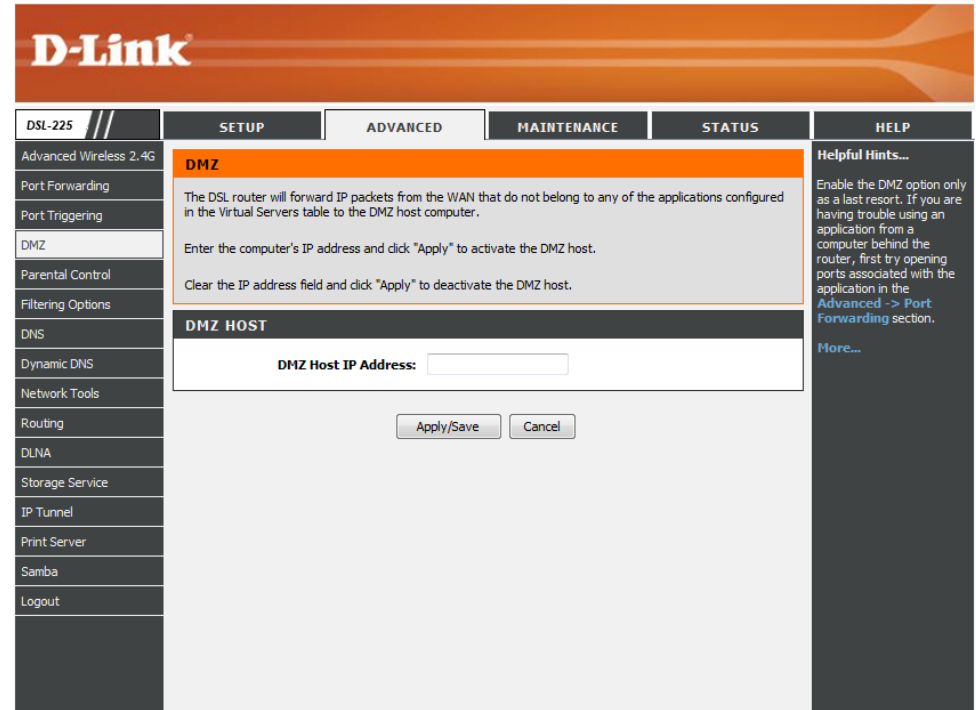 D-Link
DSL-225
SETUP
ADVANCED
MAINTENANCE
STATUS
HELP
Advanced Wireless 2.4G
Port Forwarding
Port Triggering
DMZ
Parental Control
Filtering Options
DNS
Dynamic DNS
Network Tools
Routing
DLNA
Storage Service
IP Tunnel
Print Server
Samba
Logout
DMZ
The DSL router will forward IP packets from the WAN that do not belong to any of the applications configured
in the Virtual Servers table to the DMZ host computer.
Enter the computer's IP address and click "Apply" to activate the DMZ host.
Clear the IP address field and click "Apply" to deactivate the DMZ host.
DMZ HOST
DMZ Host IP Address:
Apply/Save
Cancel
Helpful Hints...
Enable the DMZ option only
as a last resort. If you are
having trouble using an
application from a
computer behind the
router, first try opening
ports associated with the
application in the
Advanced -> Port
Forwarding section.
More...